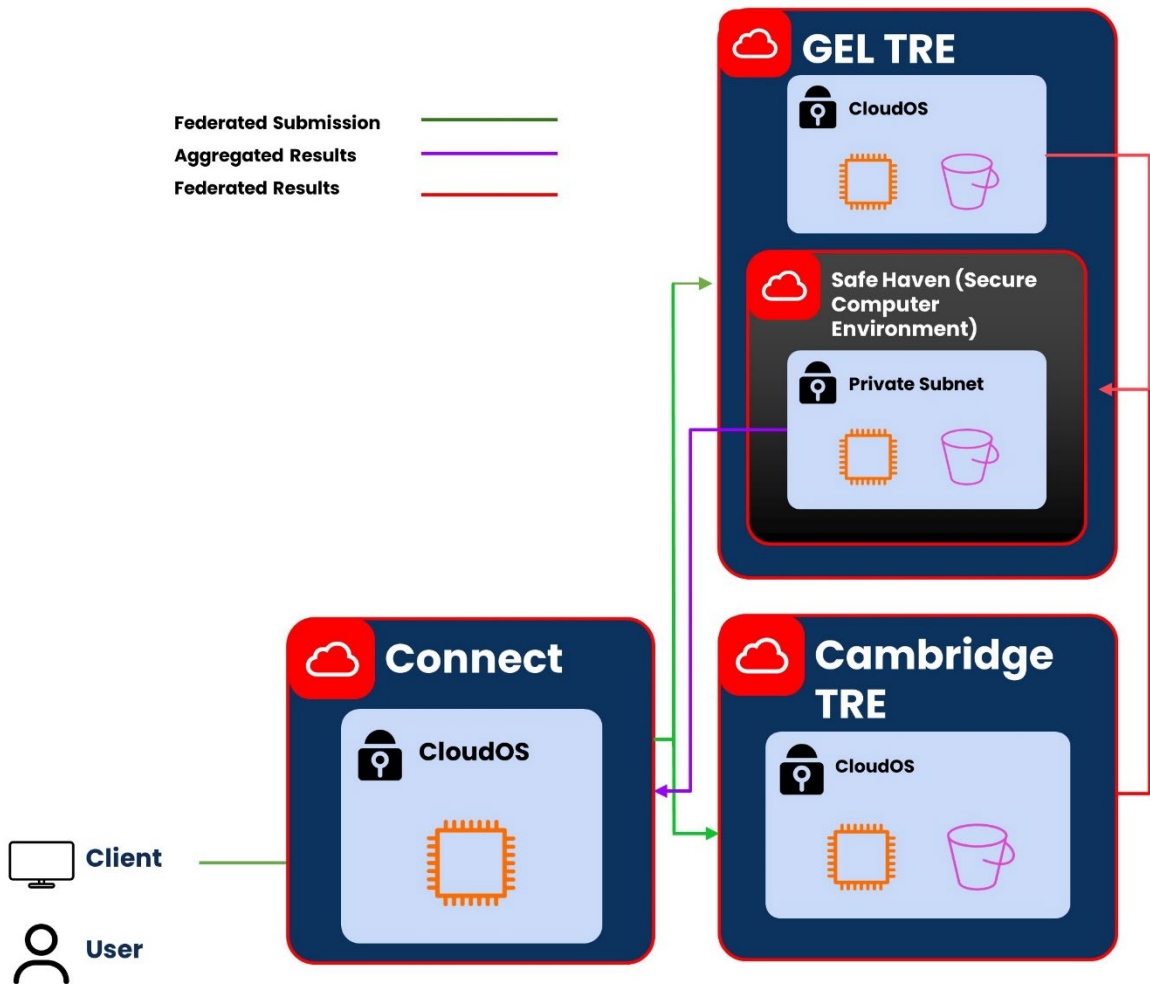 GEL TRE
CloudOS
Federated Submission
Aggregated Results
Federated Results
Safe Haven (Secure
Computer
Environment)
Private Subnet
Connect
CloudOS
Cambridge
TRE
CloudOS
Client
User